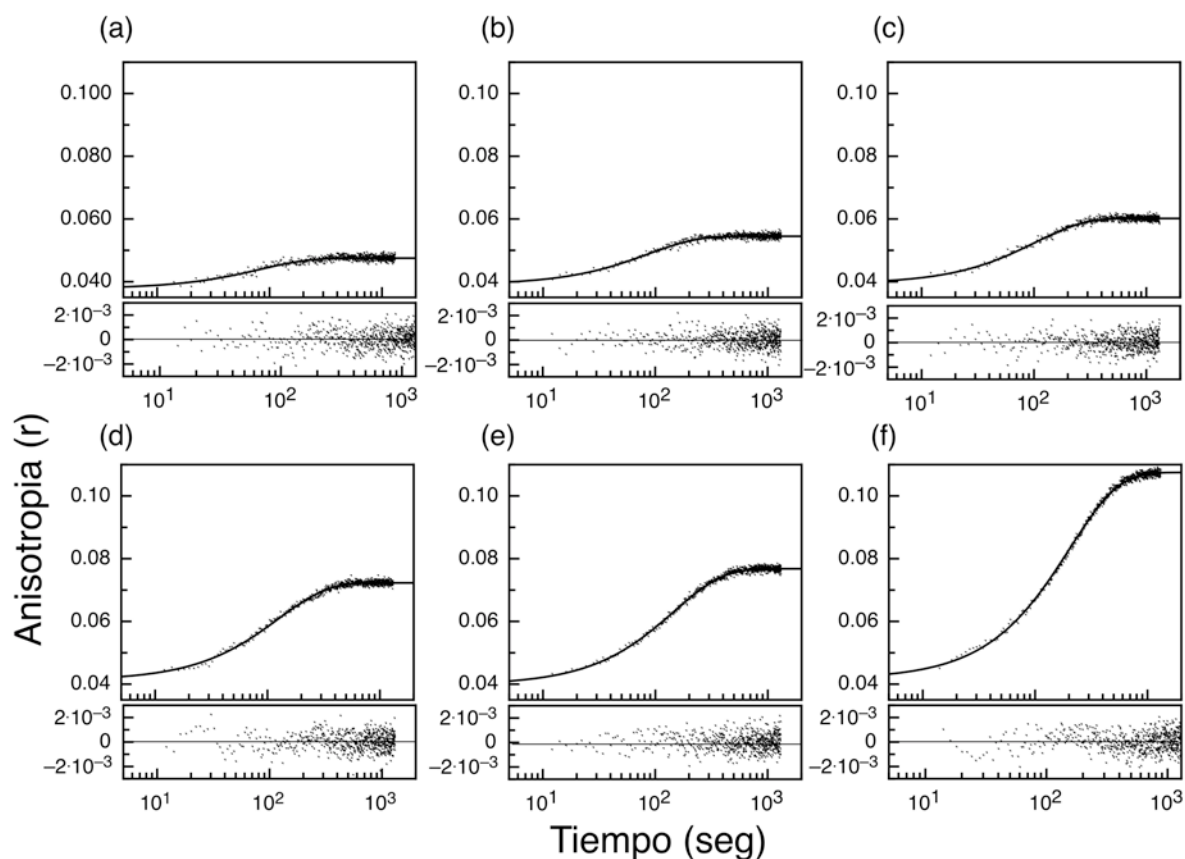 (a) (b) (c)
0.100 0.10 0.10
0.080 0.08 0.08
0.060 0.06 0.06
0.040 0.04 0.04
2·10⁻³ 2·10⁻³ 2·10⁻³
0 0 0
−2·10⁻³ −2·10⁻³ −2·10⁻³
10¹ 10² 10³ 10¹ 10² 10³ 10¹ 10² 10³
Anisotropia (r)
(d) (e) (f)
0.10 0.10 0.10
0.08 0.08 0.08
0.06 0.06 0.06
0.04 0.04 0.04
2·10⁻³ 2·10⁻³ 2·10⁻³
0 0 0
−2·10⁻³ −2·10⁻³ −2·10⁻³
10¹ 10² 10³ 10¹ 10² 10³ 10¹ 10² 10³
Tiempo (seg)